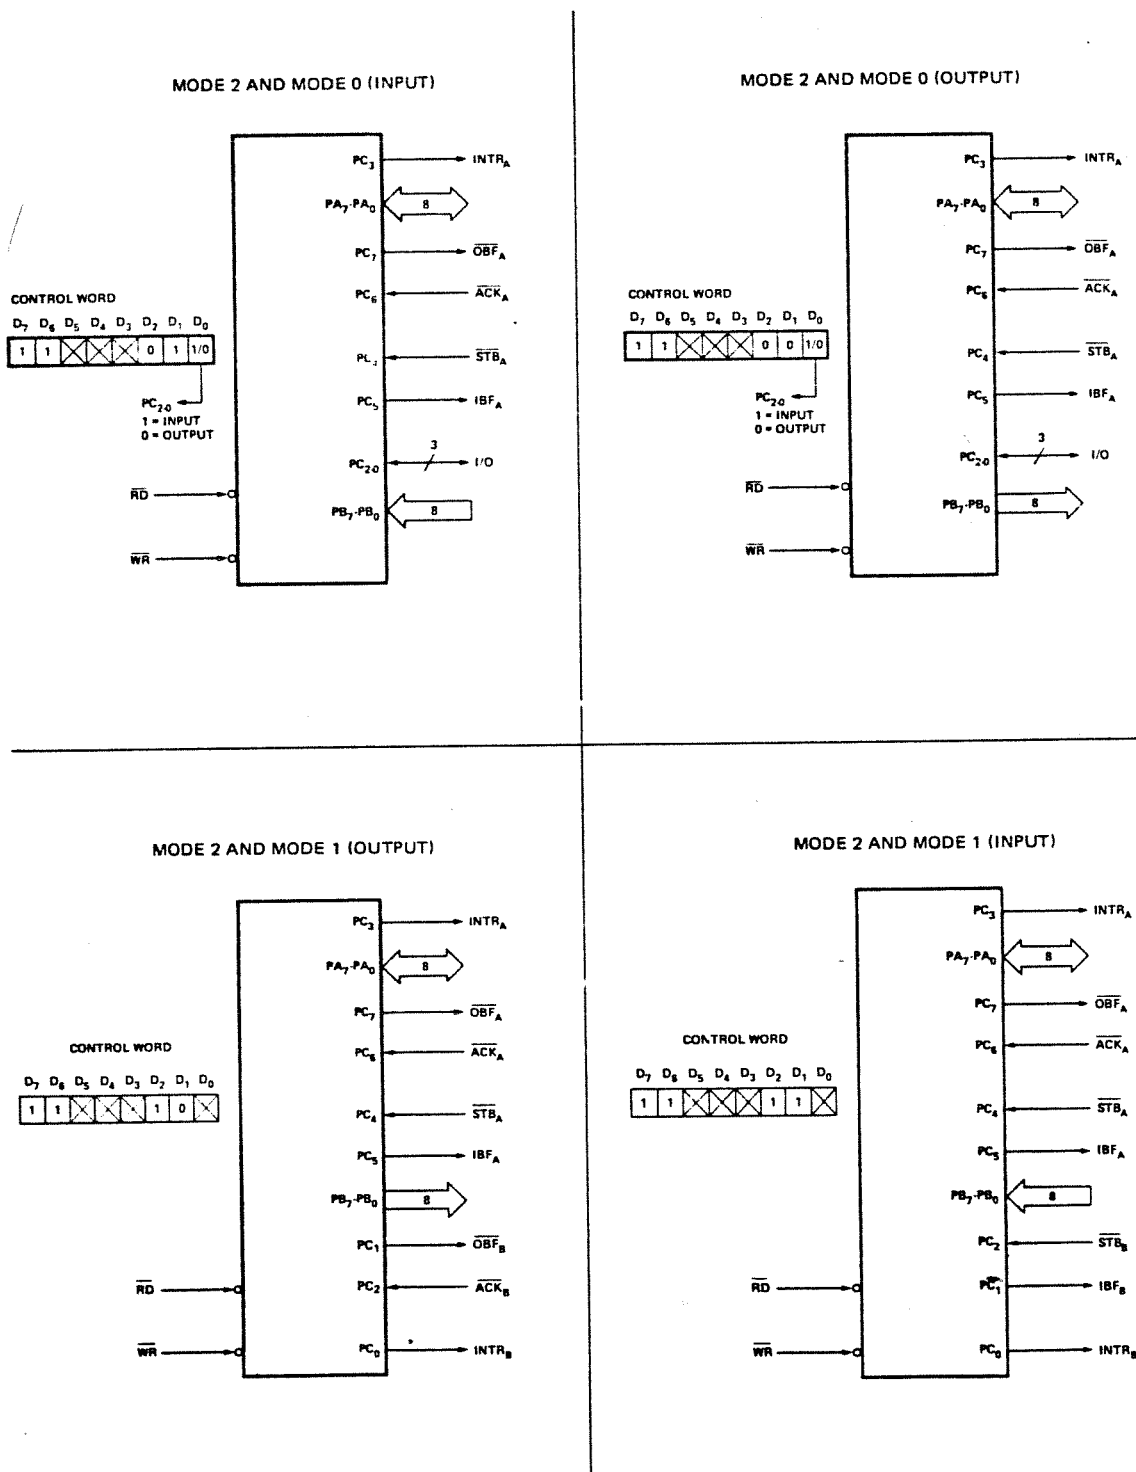 MODE 2 AND MODE 0 (INPUT)
PC3 INTRA
PA7-PA0 8
PC7 OBFA
CONTROL WORD
PC6 ACKA
D7 D6 D5 D4 D3 D2 D1 D0
1 1 X X X 0 1 1/0
STBA
PC2-0
1 = INPUT
0 = OUTPUT
PC5 IBFA
3
PC2-0 I/O
RD
PB7-PB0 8
WR
MODE 2 AND MODE 0 (OUTPUT)
PC3 INTRA
PA7-PA0 8
PC7 OBFA
CONTROL WORD
PC6 ACKA
D7 D6 D5 D4 D3 D2 D1 D0
1 1 X X X 0 0 1/0
PC4 STBA
PC2-0
1 = INPUT
0 = OUTPUT
PC5 IBFA
3
PC2-0 I/O
RD
PB7-PB0 8
WR
MODE 2 AND MODE 1 (OUTPUT)
PC3 INTRA
PA7-PA0 8
PC7 OBFA
CONTROL WORD
PC6 ACKA
D7 D6 D5 D4 D3 D2 D1 D0
1 1 X X X 1 0 X
PC4 STBA
PC5 IBFA
PB7-PB0 8
PC1 OBFB
RD
PC2 ACKB
WR
PC0 INTRB
MODE 2 AND MODE 1 (INPUT)
PC3 INTRA
PA7-PA0 8
PC7 OBFA
CONTROL WORD
PC6 ACKA
D7 D6 D5 D4 D3 D2 D1 D0
1 1 X X X 1 1 X
PC4 STBA
PC5 IBFA
PB7-PB0 8
PC2 STBB
RD
PC1 IBFB
WR
PC0 INTRB